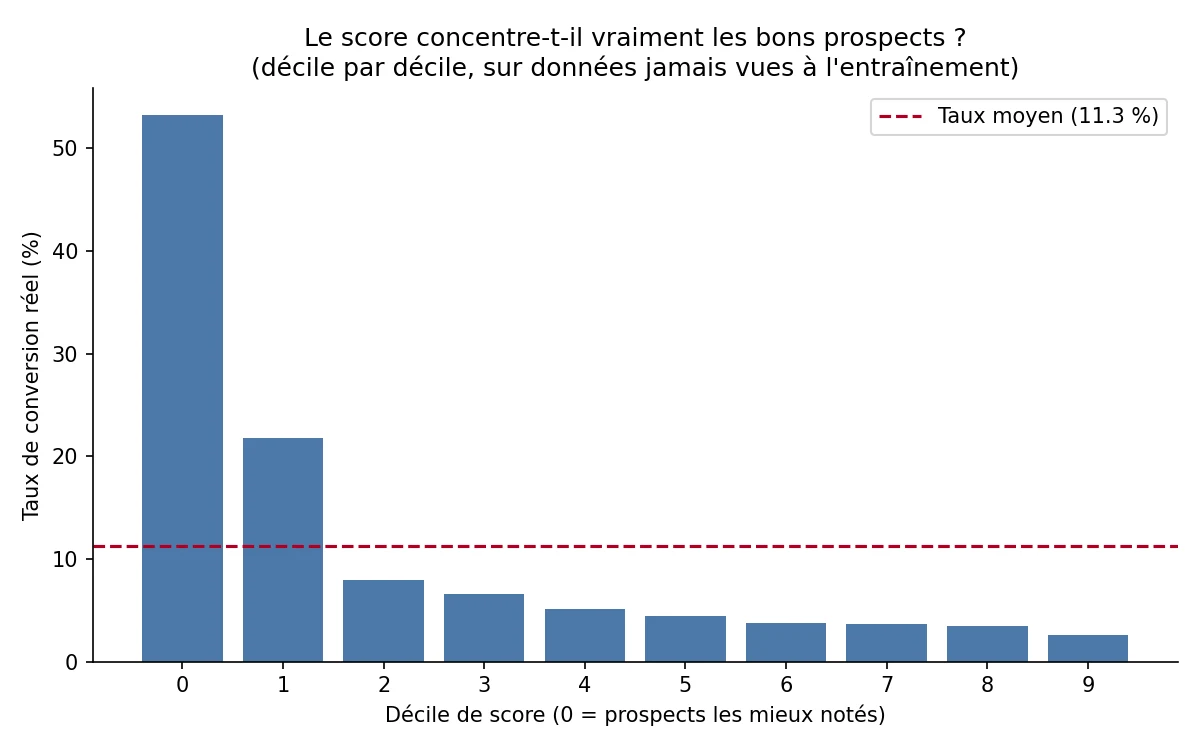 Le score concentre-t-il vraiment les bons prospects ?
(décile par décile, sur données jamais vues à l'entraînement)
Taux moyen (11.3 %)
Taux de conversion réel (%)
50
40
30
20
10
0
0 1 2 3 4 5 6 7 8 9
Décile de score (0 = prospects les mieux notés)